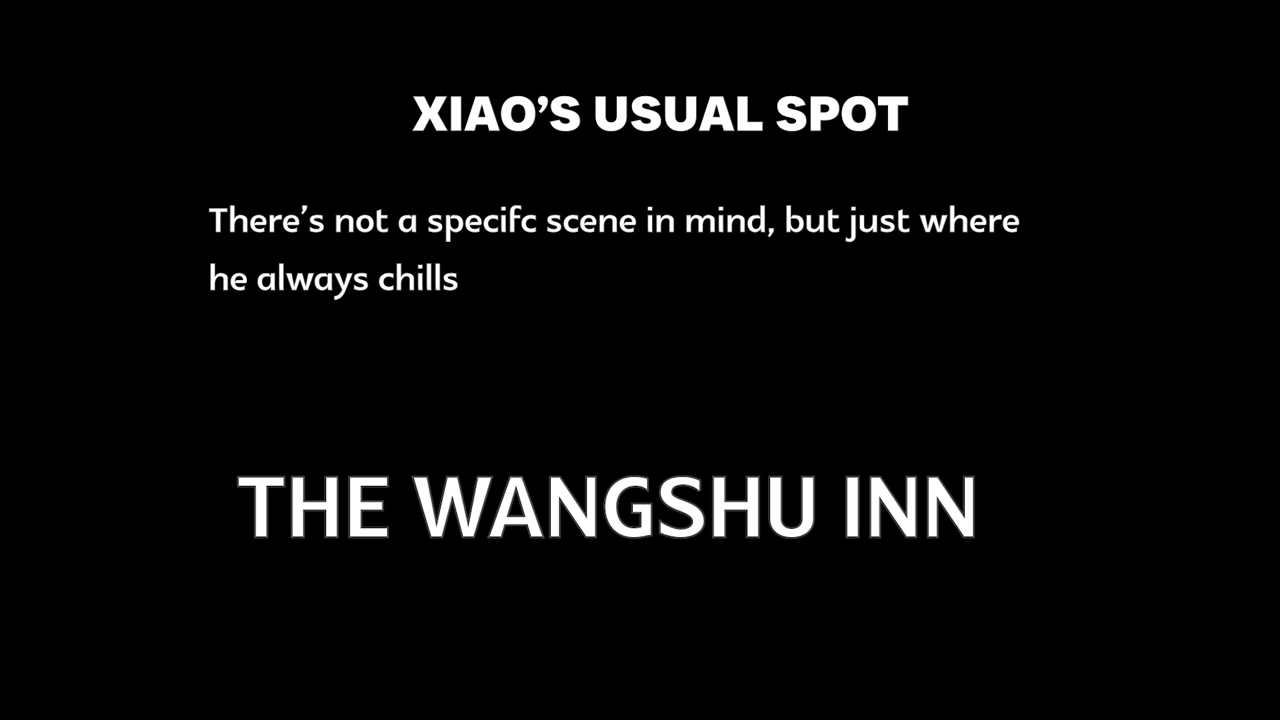 XIAO’S USUAL SPOT
There’s not a specifc scene in mind, but just where
he always chills
THE WANGSHU INN